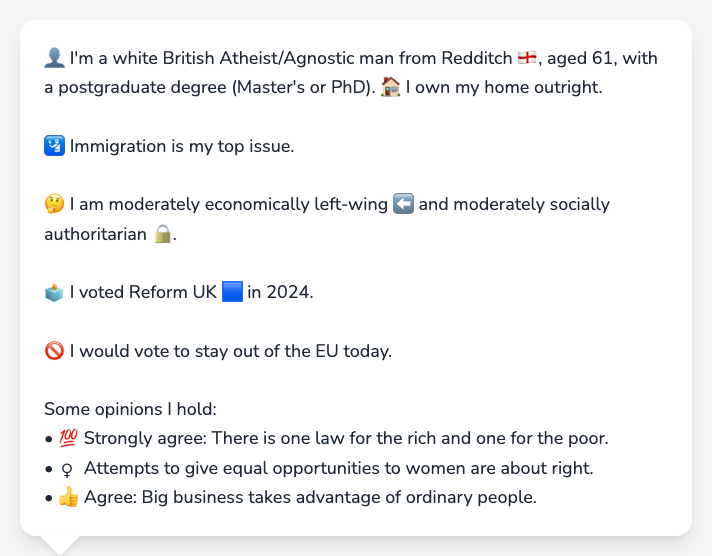 👤 I'm a white British Atheist/Agnostic man from Redditch 🏴󠁧󠁢󠁥󠁮󠁧󠁿, aged 61, with
a postgraduate degree (Master's or PhD). 🏠 I own my home outright.
🛂 Immigration is my top issue.
🤔 I am moderately economically left-wing ⬅️ and moderately socially
authoritarian 🔒.
🗳️ I voted Reform UK 🟦 in 2024.
🚫 I would vote to stay out of the EU today.
Some opinions I hold:
• 💯 Strongly agree: There is one law for the rich and one for the poor.
• ♀ Attempts to give equal opportunities to women are about right.
• 👍 Agree: Big business takes advantage of ordinary people.